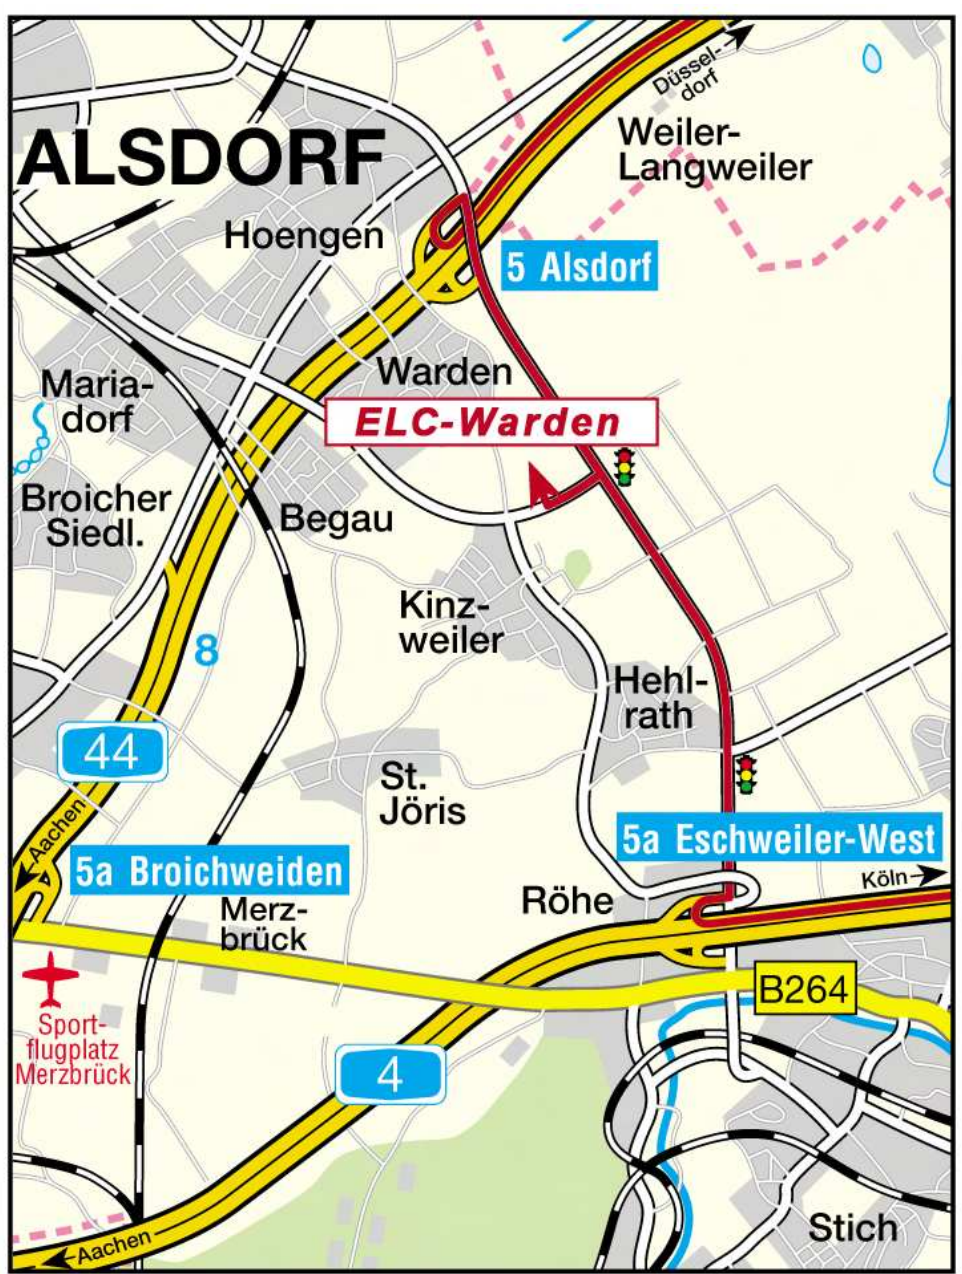 Düssel-
dorf
Weiler-
Langweiler
ALSDORF
Hoengen
5 Alsdorf
Warden
Maria-
dorf
ELC-Warden
Broicher
Siedl.
Begau
Kinz-
weiler
8
Hehl-
rath
44
St.
Jöris
Aachen
5a Eschweiler-West
5a Broichweiden
Köln
Röhe
Merz-
brück
B264
Sport-
flugplatz
Merzbrück
4
Stich
Aachen